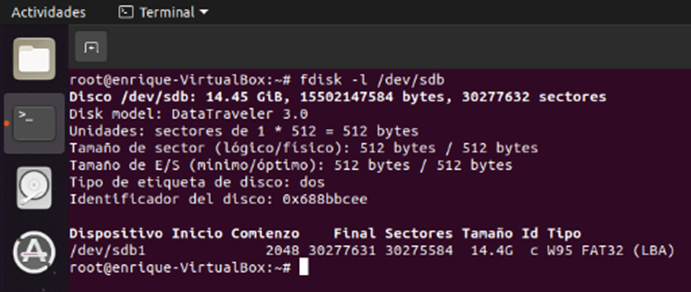 Actividades
Terminal
root@enrique-VirtualBox:~# fdisk -l /dev/sdb
Disco /dev/sdb: 14.45 GiB, 15502147584 bytes, 30277632 sectores
Disk model: DataTraveler 3.0
Unidades: sectores de 1 * 512 = 512 bytes
Tamaño de sector (lógico/físico): 512 bytes / 512 bytes
Tamaño de E/S (mínimo/óptimo): 512 bytes / 512 bytes
Tipo de etiqueta de disco: dos
Identificador del disco: 0x688bbcee
Dispositivo Inicio Comienzo Final Sectores Tamaño Id Tipo
/dev/sdb1 2048 30277631 30275584 14.4G c W95 FAT32 (LBA)
root@enrique-VirtualBox:~#